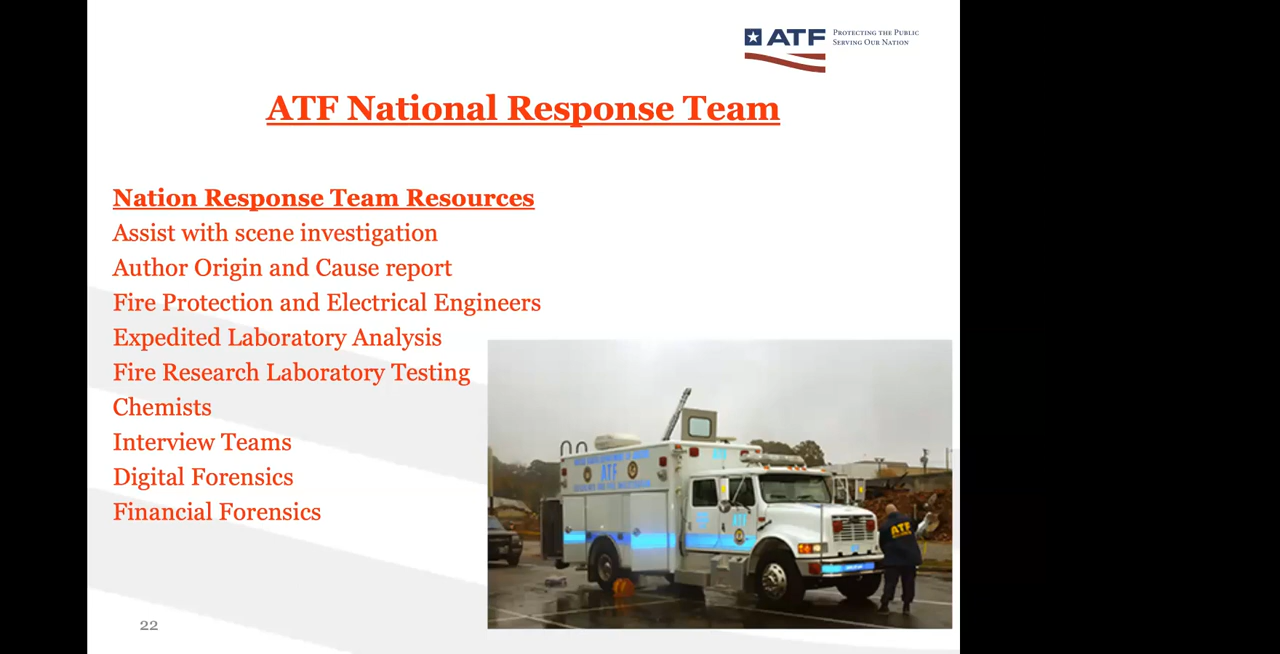 ATF
PROTECTING THE PUBLIC
SERVING OUR NATION
ATF National Response Team
Nation Response Team Resources
Assist with scene investigation
Author Origin and Cause report
Fire Protection and Electrical Engineers
Expedited Laboratory Analysis
Fire Research Laboratory Testing
Chemists
Interview Teams
Digital Forensics
Financial Forensics
ATF
ATF
ATF
22